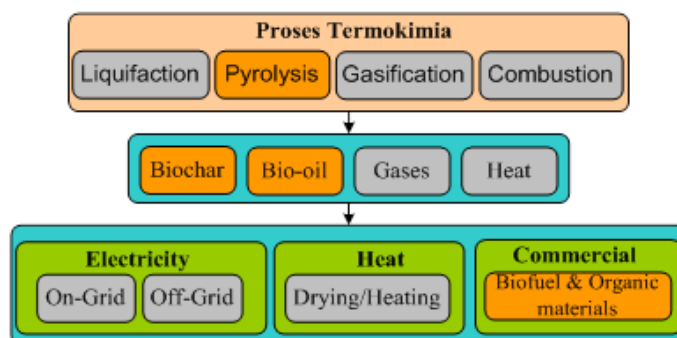 Proses Termokimia
Liquifaction Pyrolysis Gasification Combustion
Biochar Bio-oil Gases Heat
Electricity Heat Commercial
On-Grid Off-Grid Drying/Heating Biofuel & Organic
materials